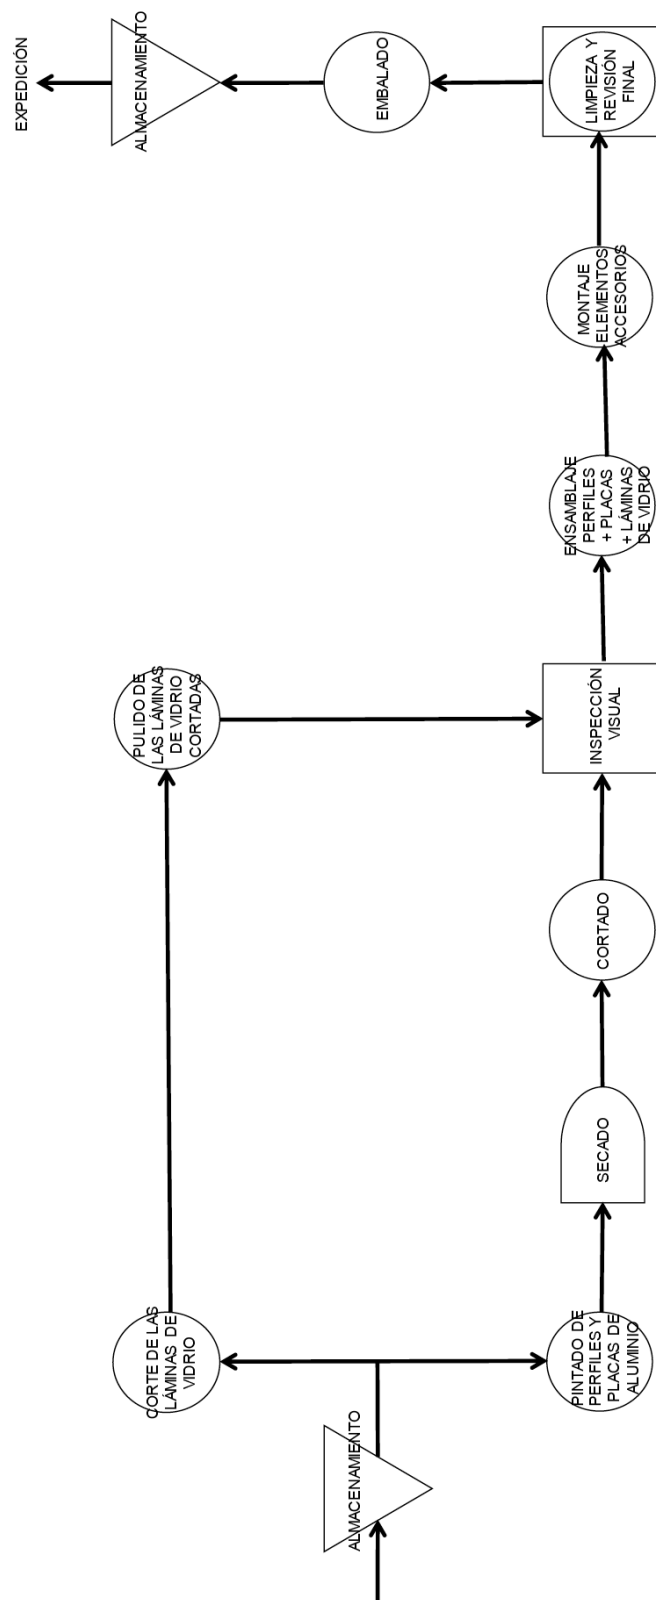 ALMACENAMIENTO
CORTE DE LAS
LÁMINAS DE
VIDRIO
PULIDO DE
LAS LÁMINAS
DE VIDRIO
CORTADAS
PINTADO DE
PERFILES Y
PLACAS DE
ALUMINIO
SECADO
CORTADO
INSPECCIÓN
VISUAL
ENSAMBLAJE
PERFILES
+ PLACAS
+ LÁMINAS
DE VIDRIO
MONTAJE
ELEMENTOS
ACCESORIOS
LIMPIEZA Y
REVISIÓN
FINAL
EMBALADO
ALMACENAMIENTO
EXPEDICIÓN